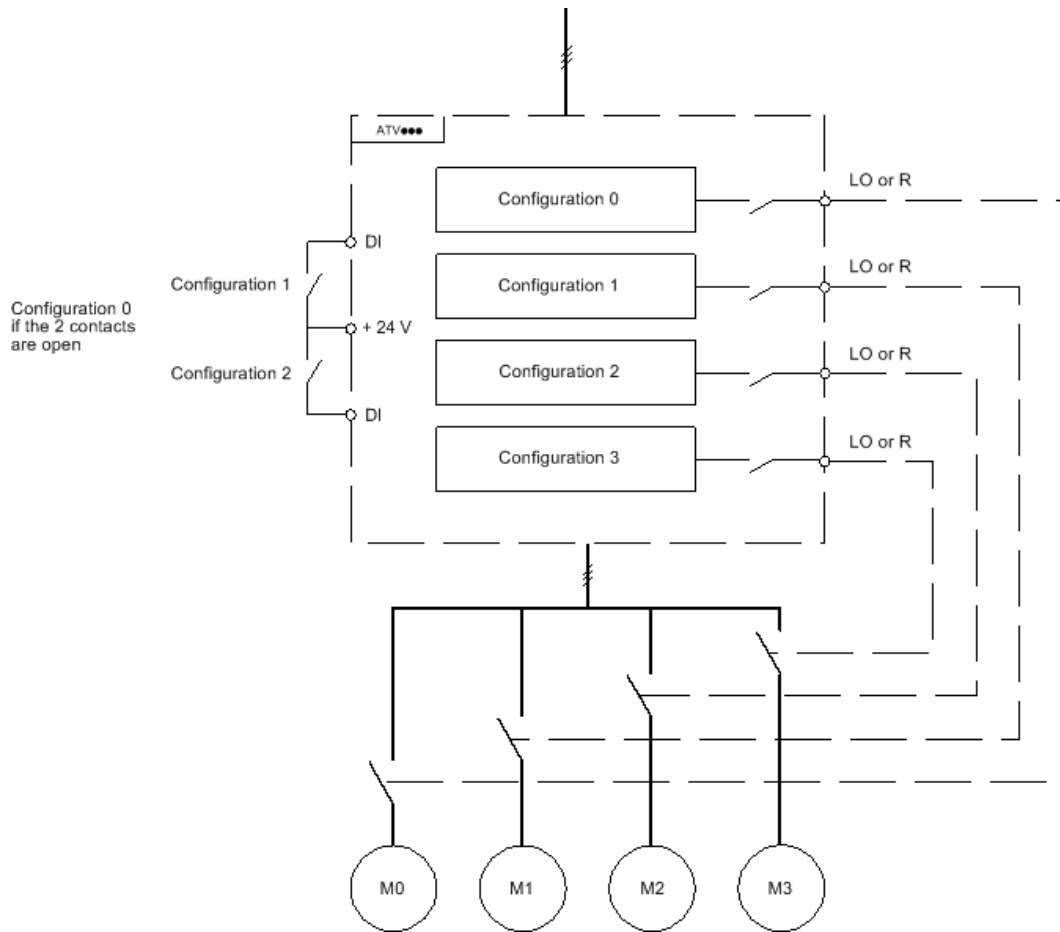 ATV●●●
Configuration 0
LO or R
DI
Configuration 1
LO or R
Configuration 1
Configuration 0
if the 2 contacts
are open
+ 24 V
Configuration 2
LO or R
Configuration 2
DI
Configuration 3
LO or R
M0
M1
M2
M3